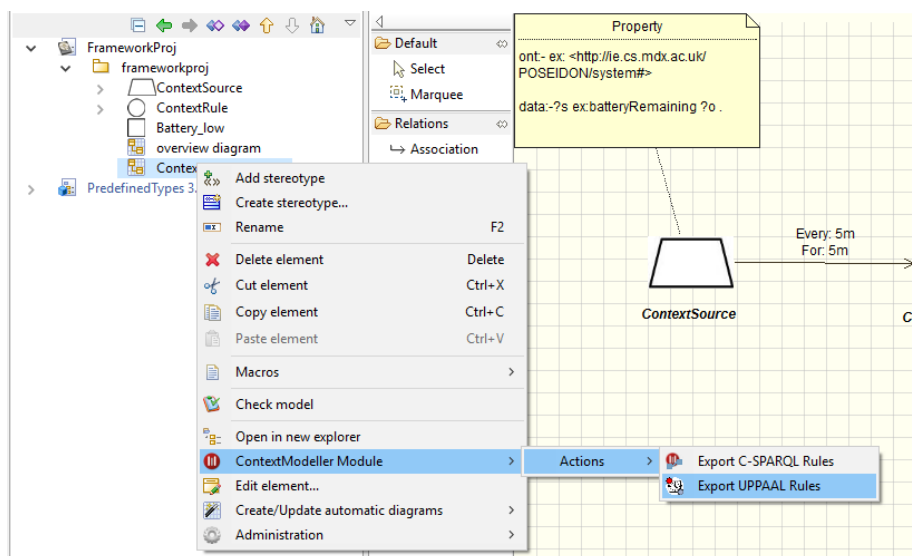 FrameworkProj
frameworkproj
ContextSource
ContextRule
Battery_low
overview diagram
Contex
PredefinedTypes 3.
Default
Select
Marquee
Relations
Association
Property
ont:- ex: <http://ie.cs.mdx.ac.uk/
POSEIDON/system#>
data:-?s ex:batteryRemaining ?o .
Every: 5m
For: 5m
ContextSource
C
Add stereotype
Create stereotype...
Rename F2
Delete element Delete
Cut element Ctrl+X
Copy element Ctrl+C
Paste element Ctrl+V
Macros
Check model
Open in new explorer
ContextModeller Module
Edit element...
Create/Update automatic diagrams
Administration
Actions
Export C-SPARQL Rules
Export UPPAAL Rules